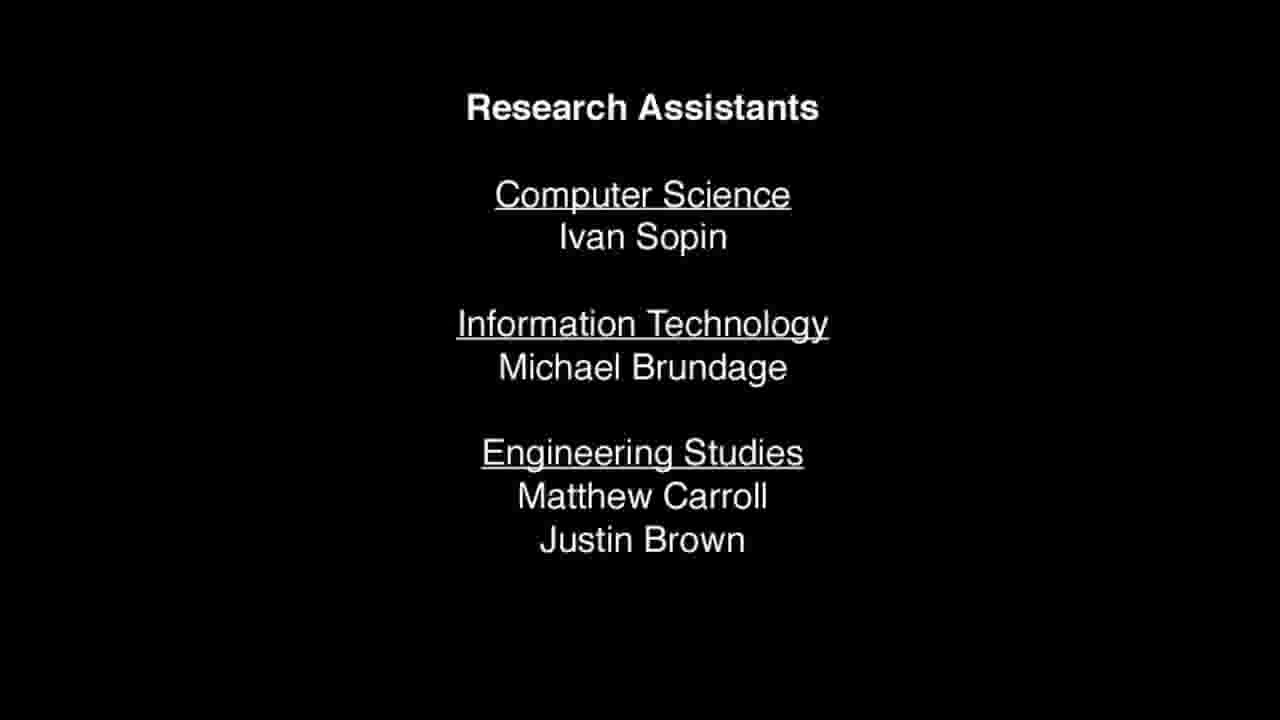 Research Assistants
Computer Science
Ivan Sopin
Information Technology
Michael Brundage
Engineering Studies
Matthew Carroll
Justin Brown